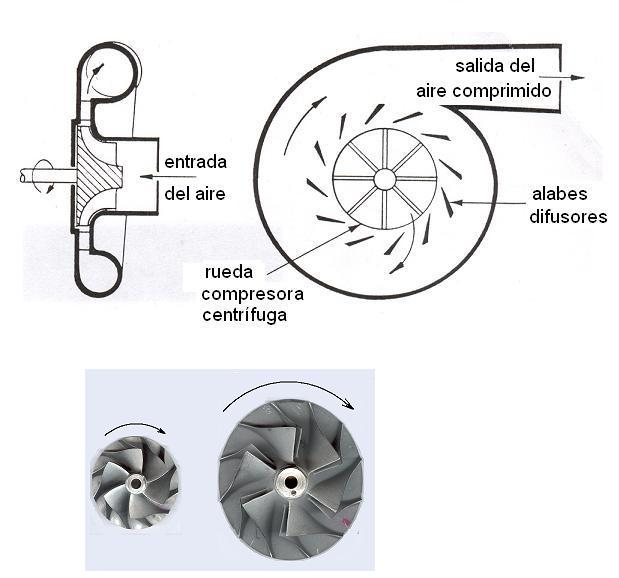 salida del
aire comprimido
entrada
del aire
alabes
difusores
rueda
compresora
centrífuga